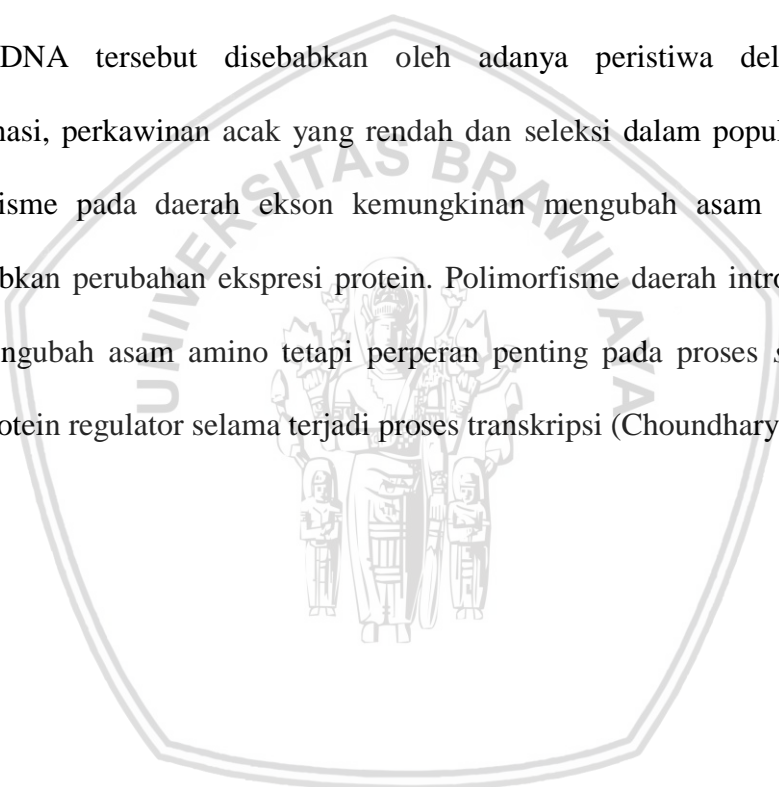 DNA tersebut disebabkan oleh adanya peristiwa del
nasi, perkawinan acak yang rendah dan seleksi dalam popul
isme pada daerah ekson kemungkinan mengubah asam
bkan perubahan ekspresi protein. Polimorfisme daerah intro
ngubah asam amino tetapi perperan penting pada proses s
otein regulator selama terjadi proses transkripsi (Choundhary
UNIVERSITAS BRAWIJAYA